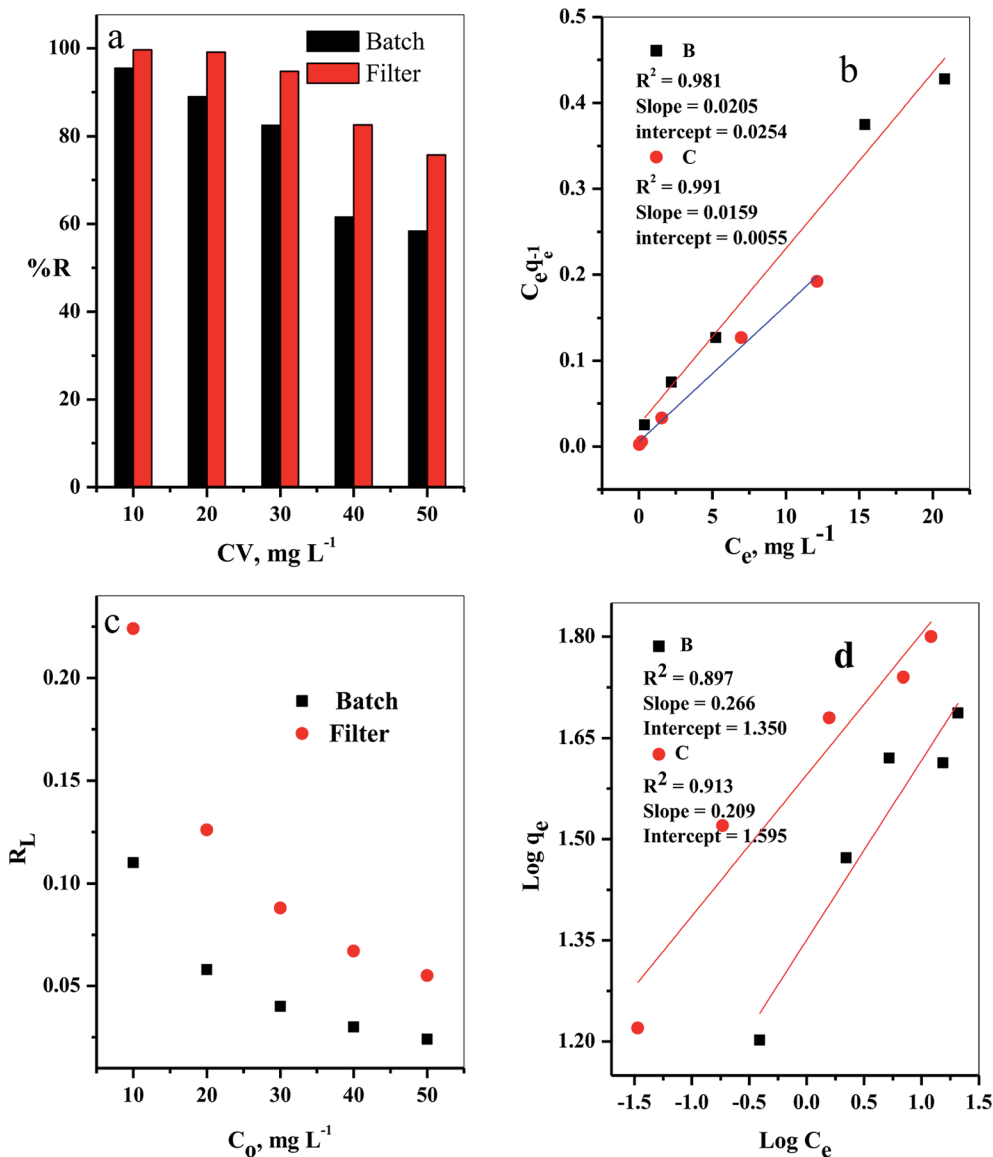 a
Batch
Filter
100
80
60
%R
40
20
0
10 20 30 40 50
CV, mg L⁻¹
b
B
R² = 0.981
Slope = 0.0205
intercept = 0.0254
C
R² = 0.991
Slope = 0.0159
intercept = 0.0055
0.5
0.4
0.3
0.2
0.1
0.0
Cₑqₑ⁻¹
0 5 10 15 20
Cₑ, mg L⁻¹
c
Batch
Filter
0.20
0.15
0.10
0.05
R_L
10 20 30 40 50
Cₒ, mg L⁻¹
d
B
R² = 0.897
Slope = 0.266
Intercept = 1.350
C
R² = 0.913
Slope = 0.209
Intercept = 1.595
1.80
1.65
1.50
1.35
1.20
Log qₑ
-1.5 -1.0 -0.5 0.0 0.5 1.0 1.5
Log Cₑ